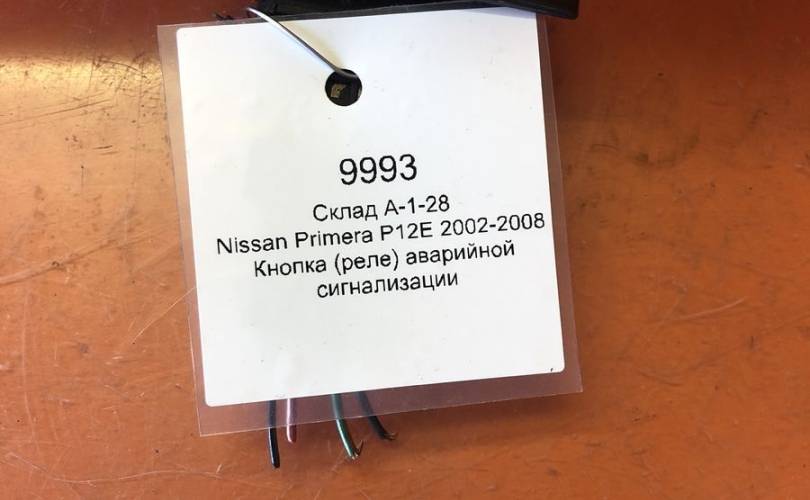 9993
Склад А-1-28
Nissan Primera P12E 2002-2008
Кнопка (реле) аварийной
сигнализации